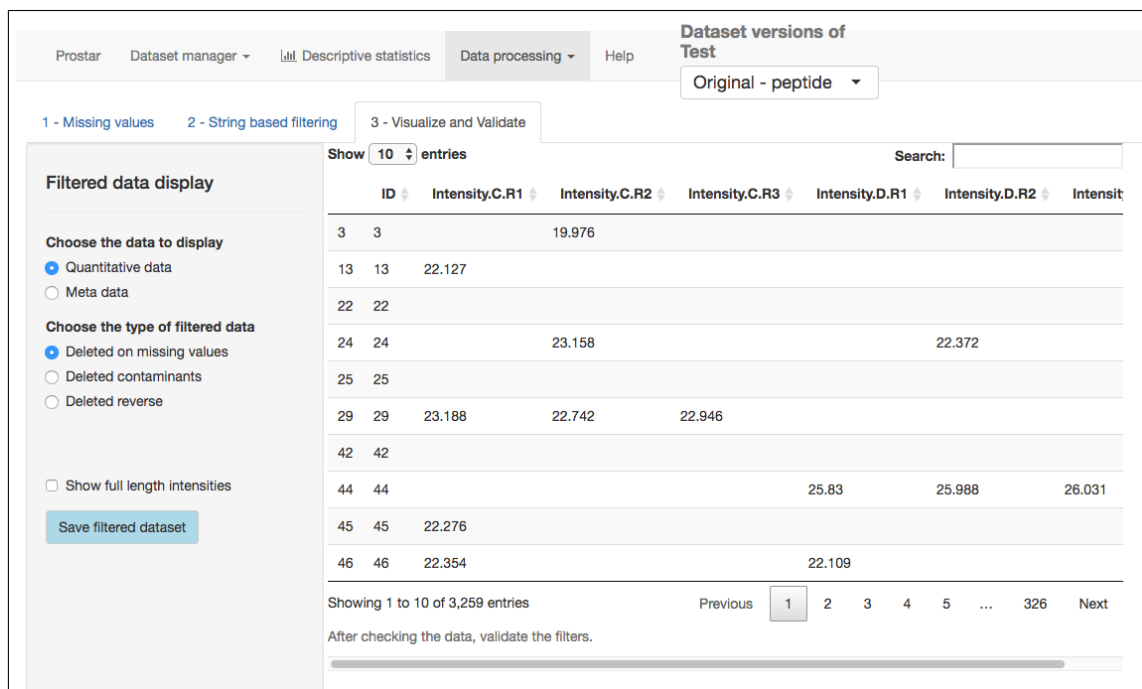 Dataset versions of
Test
Prostar Dataset manager Descriptive statistics Data processing Help
Original - peptide
1 - Missing values 2 - String based filtering 3 - Visualize and Validate
Show 10 entries Search:
Filtered data display
ID Intensity.C.R1 Intensity.C.R2 Intensity.C.R3 Intensity.D.R1 Intensity.D.R2 Intensity
3 3 19.976
Choose the data to display
Quantitative data
13 13 22.127
Meta data
22 22
Choose the type of filtered data
24 24 23.158 22.372
Deleted on missing values
Deleted contaminants
25 25
Deleted reverse
29 29 23.188 22.742 22.946
42 42
Show full length intensities
44 44 25.83 25.988 26.031
Save filtered dataset
45 45 22.276
46 46 22.354 22.109
Showing 1 to 10 of 3,259 entries Previous 1 2 3 4 5 ... 326 Next
After checking the data, validate the filters.